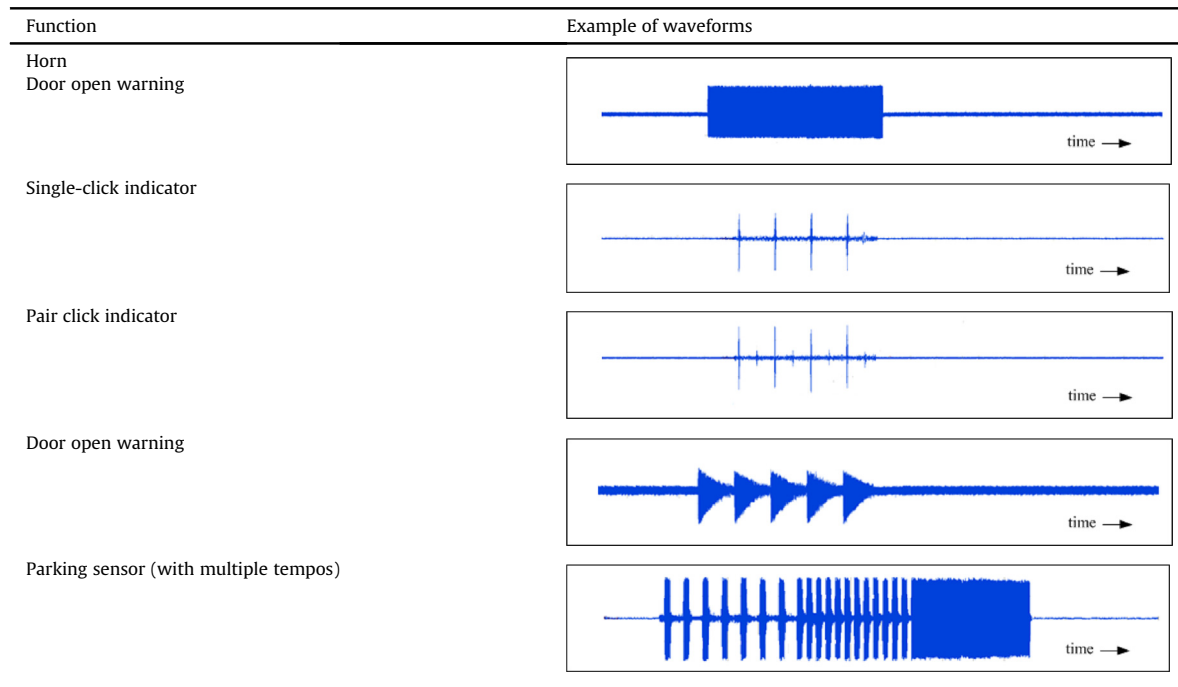 Function Example of waveforms
Horn
Door open warning
time
Single-click indicator
time
Pair click indicator
time
Door open warning
time
Parking sensor (with multiple tempos)
time